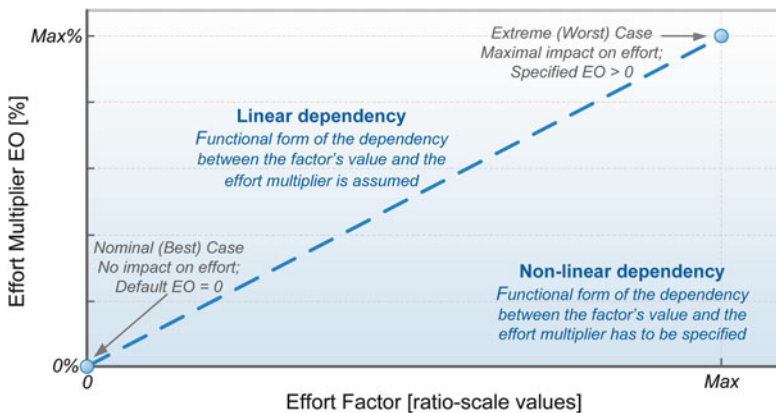 Max%
Extreme (Worst) Case
Maximal impact on effort;
Specified EO > 0
Linear dependency
Functional form of the dependency
between the factor's value and the
effort multiplier is assumed
Effort Multiplier EO [%]
Nominal (Best) Case
No impact on effort;
Default EO = 0
Non-linear dependency
Functional form of the dependency
between the factor's value and the
effort multiplier has to be specified
0%
0
Max
Effort Factor [ratio-scale values]